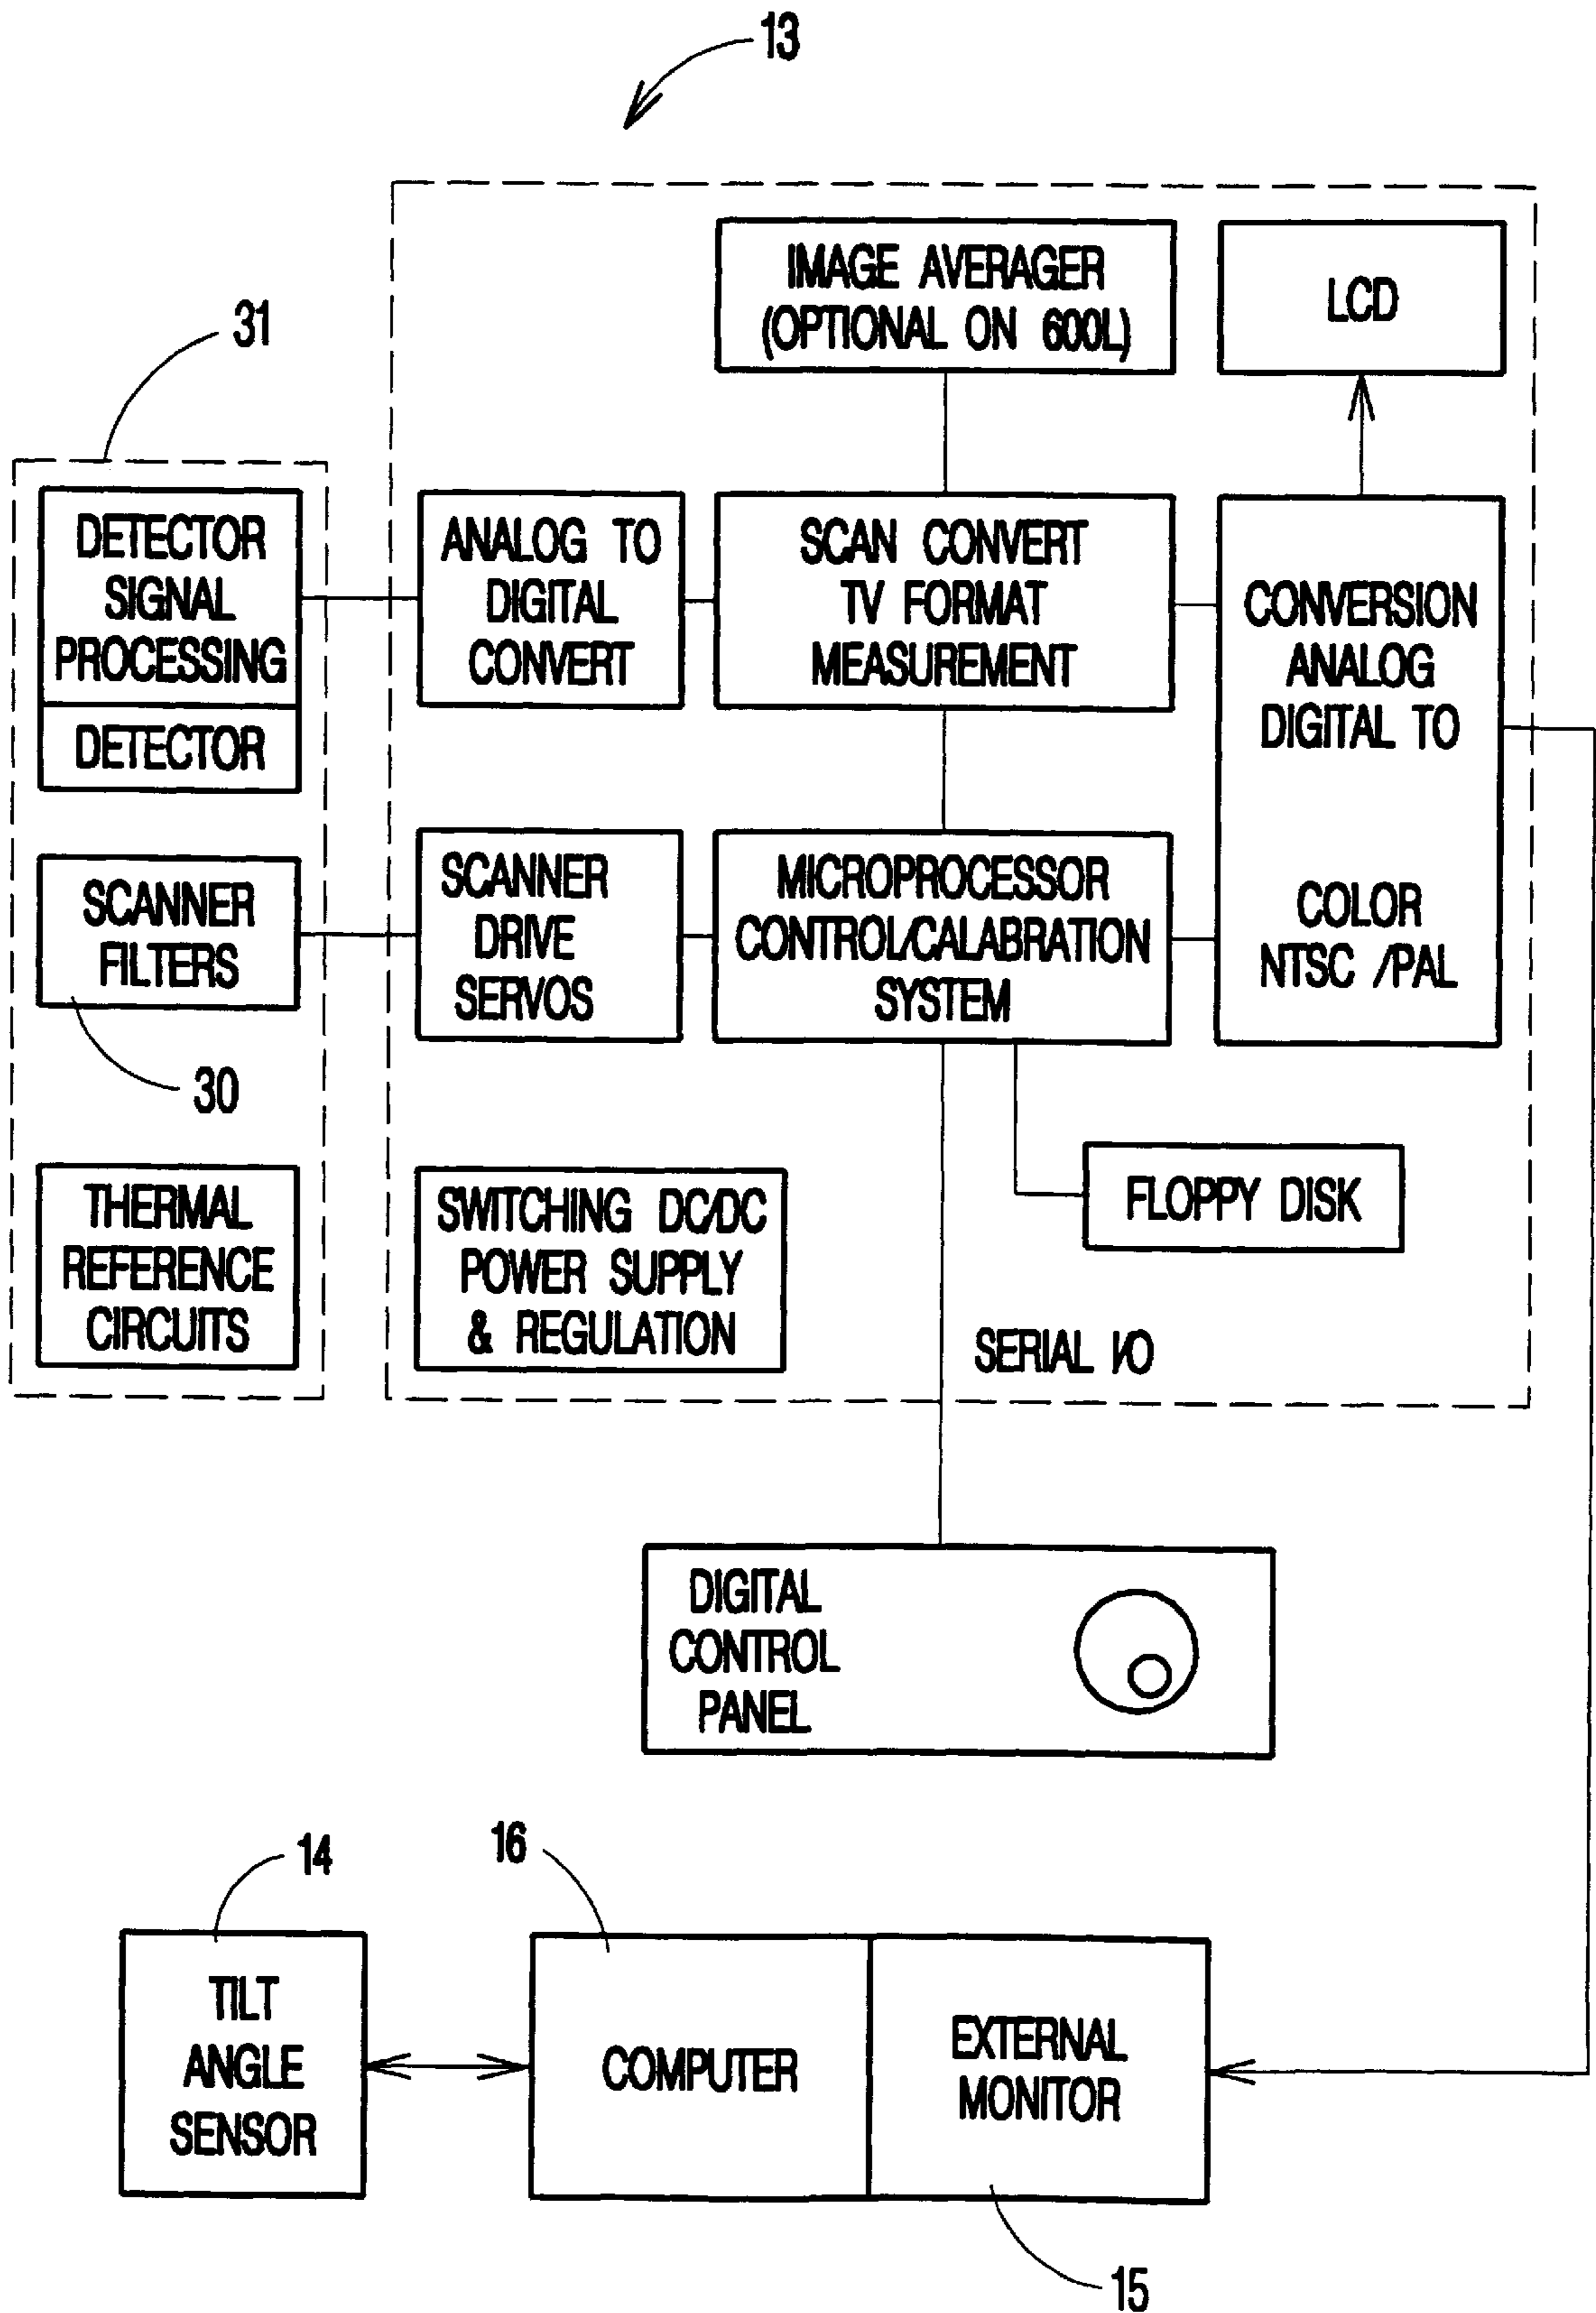 13
IMAGE AVERAGER
(OPTIONAL ON 600L)
LCD
31
DETECTOR
SIGNAL
PROCESSING
DETECTOR
ANALOG TO
DIGITAL
CONVERT
SCAN CONVERT
TV FORMAT
MEASUREMENT
CONVERSION
ANALOG
DIGITAL TO
COLOR
NTSC /PAL
SCANNER
FILTERS
30
SCANNER
DRIVE
SERVOS
MICROPROCESSOR
CONTROL/CALABRATION
SYSTEM
THERMAL
REFERENCE
CIRCUITS
SWITCHING DC/DC
POWER SUPPLY
& REGULATION
FLOPPY DISK
SERIAL I/O
DIGITAL
CONTROL
PANEL
14
TILT
ANGLE
SENSOR
16
COMPUTER
EXTERNAL
MONITOR
15